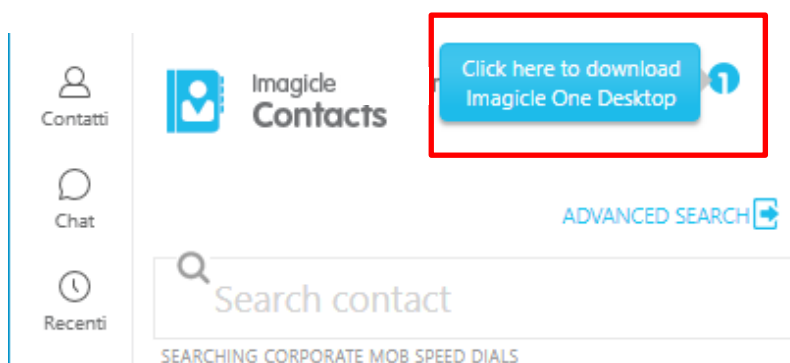 Contatti
Chat
Recenti
Imagicle
Contacts
Click here to download
Imagicle One Desktop
1
ADVANCED SEARCH
Search contact
SEARCHING CORPORATE MOB SPEED DIALS